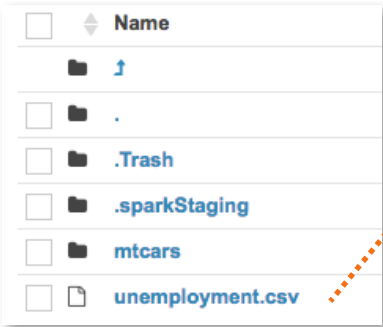 Name
.
.Trash
.sparkStaging
mtcars
unemployment.csv